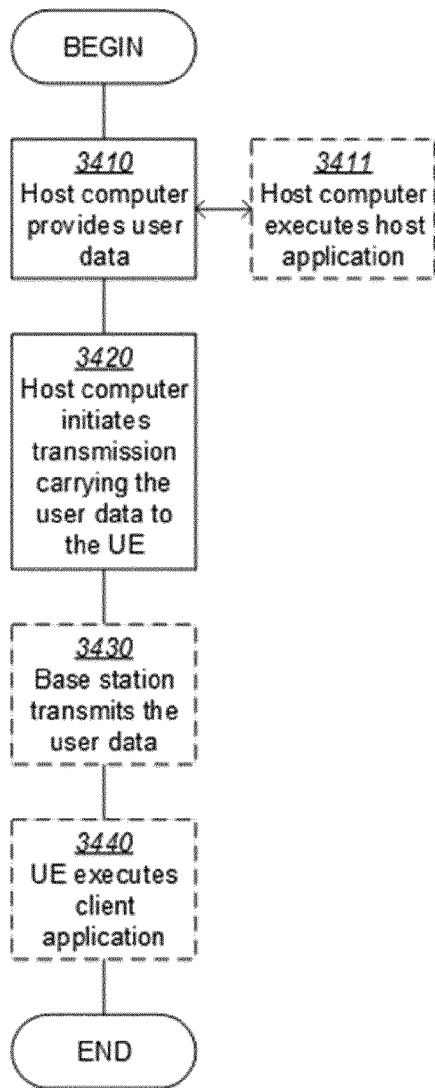 BEGIN
3410
Host computer
provides user
data
3411
Host computer
executes host
application
3420
Host computer
initiates
transmission
carrying the
user data to
the UE
3430
Base station
transmits the
user data
3440
UE executes
client
application
END